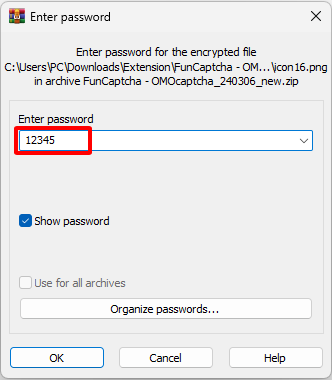 Enter password
Enter password for the encrypted file
C:\Users\PC\Downloads\Extension\FunCaptcha - OM...\icon16.png
in archive FunCaptcha - OMOcaptcha_240306_new.zip
Enter password
12345
Show password
Use for all archives
Organize passwords...
OK
Cancel
Help